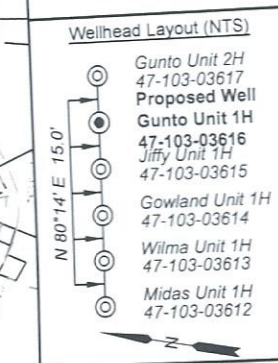 Wellhead Layout (NTS)
Gunto Unit 2H
47-103-03617
Proposed Well
Gunto Unit 1H
47-103-03616
Jiffy Unit 1H
47-103-03615
Gowland Unit 1H
47-103-03614
Wilma Unit 1H
47-103-03613
Midas Unit 1H
47-103-03612
N 80°14' E 15.0'
N